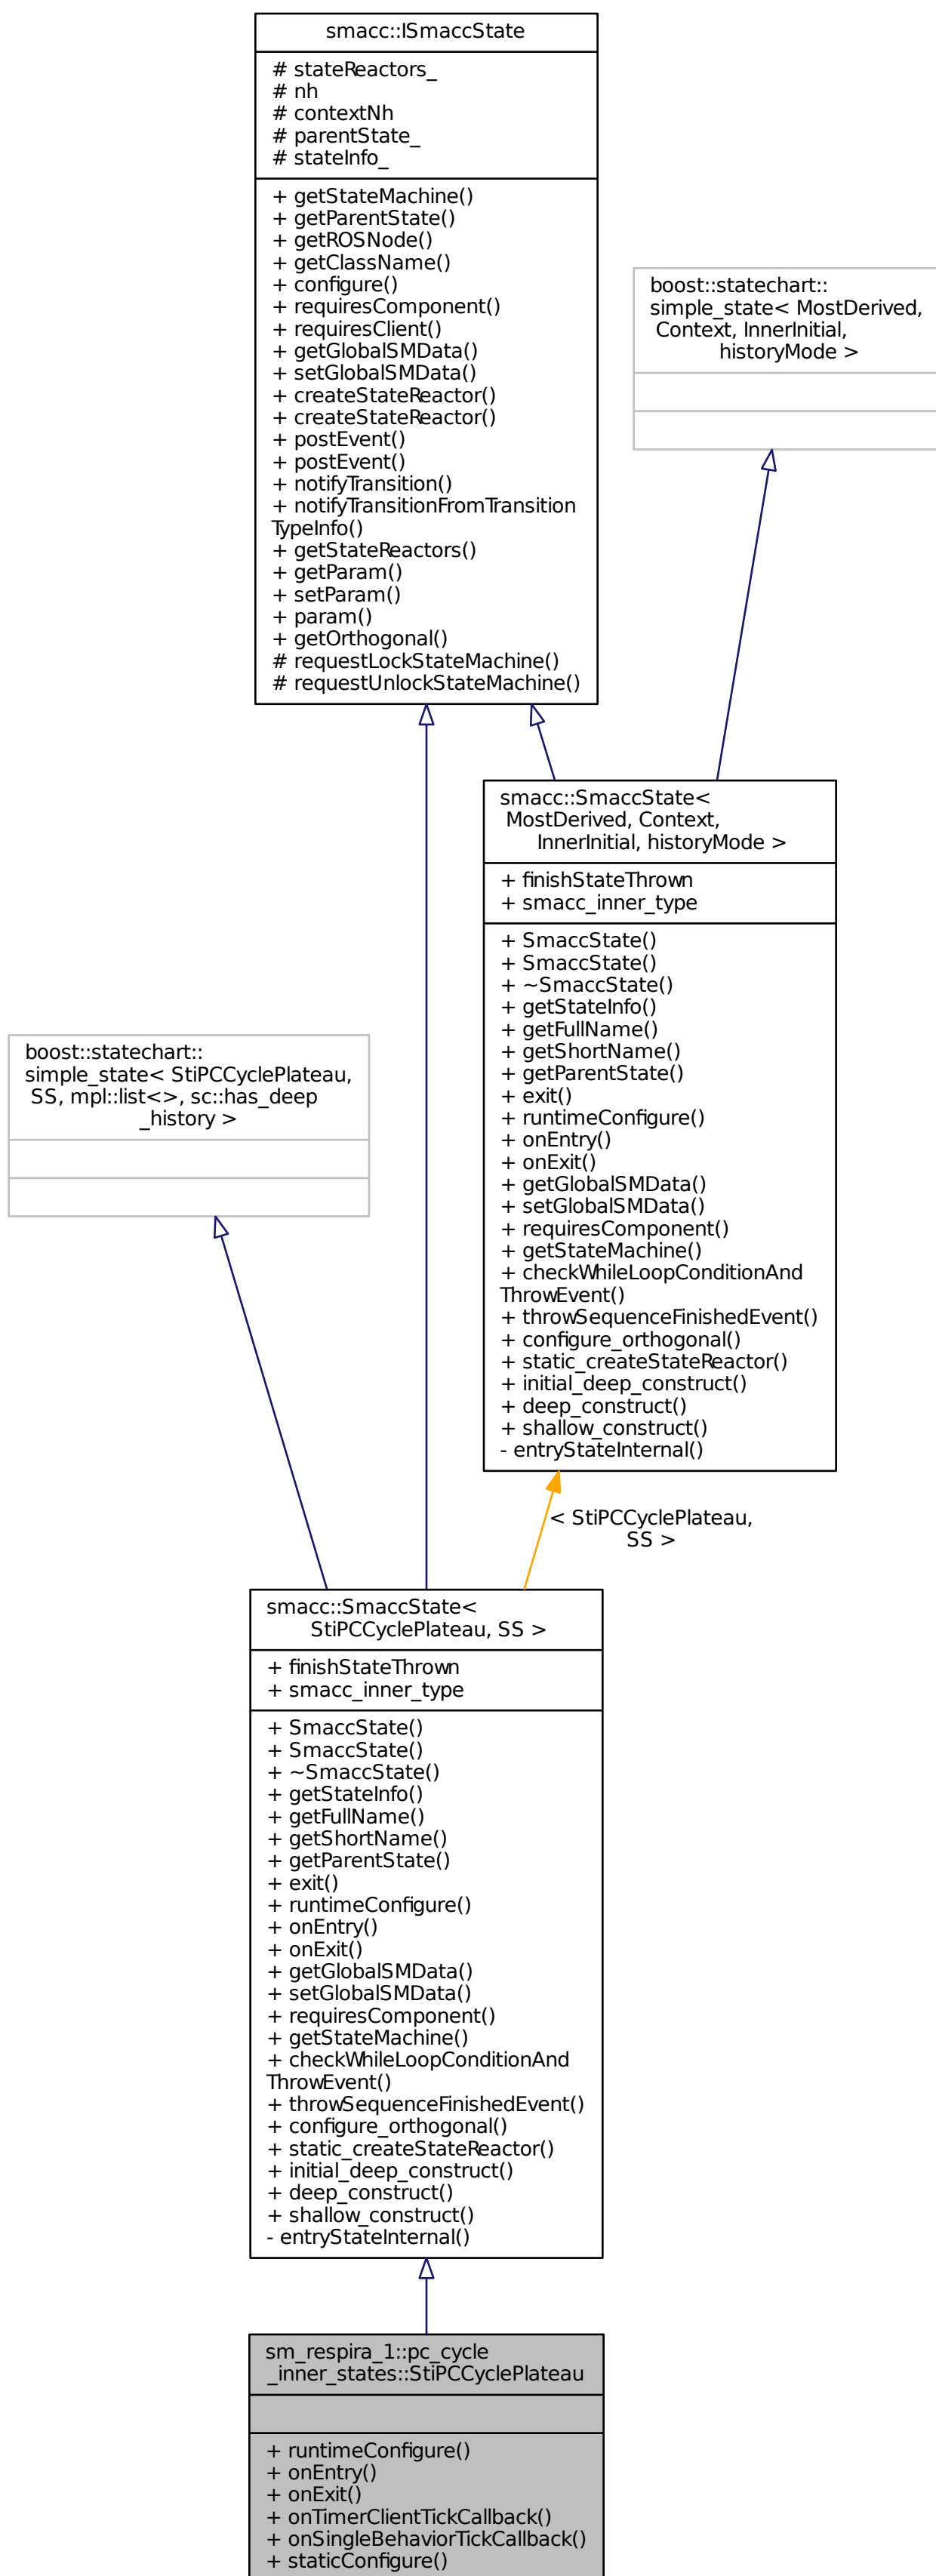 smacc::ISmaccState
# stateReactors_
# nh
# contextNh
# parentState_
# stateInfo_
+ getStateMachine()
+ getParentState()
+ getROSNode()
+ getClassName()
+ configure()
+ requiresComponent()
+ requiresClient()
+ getGlobalSMData()
+ setGlobalSMData()
+ createStateReactor()
+ createStateReactor()
+ postEvent()
+ postEvent()
+ notifyTransition()
+ notifyTransitionFromTransition
TypeInfo()
+ getStateReactors()
+ getParam()
+ setParam()
+ param()
+ getOrthogonal()
# requestLockStateMachine()
# requestUnlockStateMachine()
boost::statechart::
simple_state< MostDerived,
Context, InnerInitial,
historyMode >
smacc::SmaccState<
MostDerived, Context,
InnerInitial, historyMode >
+ finishStateThrown
+ smacc_inner_type
+ SmaccState()
+ SmaccState()
+ ~SmaccState()
+ getStateInfo()
+ getFullName()
+ getShortName()
+ getParentState()
+ exit()
+ runtimeConfigure()
+ onEntry()
+ onExit()
+ getGlobalSMData()
+ setGlobalSMData()
+ requiresComponent()
+ getStateMachine()
+ checkWhileLoopConditionAnd
ThrowEvent()
+ throwSequenceFinishedEvent()
+ configure_orthogonal()
+ static_createStateReactor()
+ initial_deep_construct()
+ deep_construct()
+ shallow_construct()
- entryStateInternal()
boost::statechart::
simple_state< StiPCCyclePlateau,
SS, mpl::list<>, sc::has_deep
_history >
< StiPCCyclePlateau,
SS >
smacc::SmaccState<
StiPCCyclePlateau, SS >
+ finishStateThrown
+ smacc_inner_type
+ SmaccState()
+ SmaccState()
+ ~SmaccState()
+ getStateInfo()
+ getFullName()
+ getShortName()
+ getParentState()
+ exit()
+ runtimeConfigure()
+ onEntry()
+ onExit()
+ getGlobalSMData()
+ setGlobalSMData()
+ requiresComponent()
+ getStateMachine()
+ checkWhileLoopConditionAnd
ThrowEvent()
+ throwSequenceFinishedEvent()
+ configure_orthogonal()
+ static_createStateReactor()
+ initial_deep_construct()
+ deep_construct()
+ shallow_construct()
- entryStateInternal()
sm_respira_1::pc_cycle
_inner_states::StiPCCyclePlateau
+ runtimeConfigure()
+ onEntry()
+ onExit()
+ onTimerClientTickCallback()
+ onSingleBehaviorTickCallback()
+ staticConfigure()